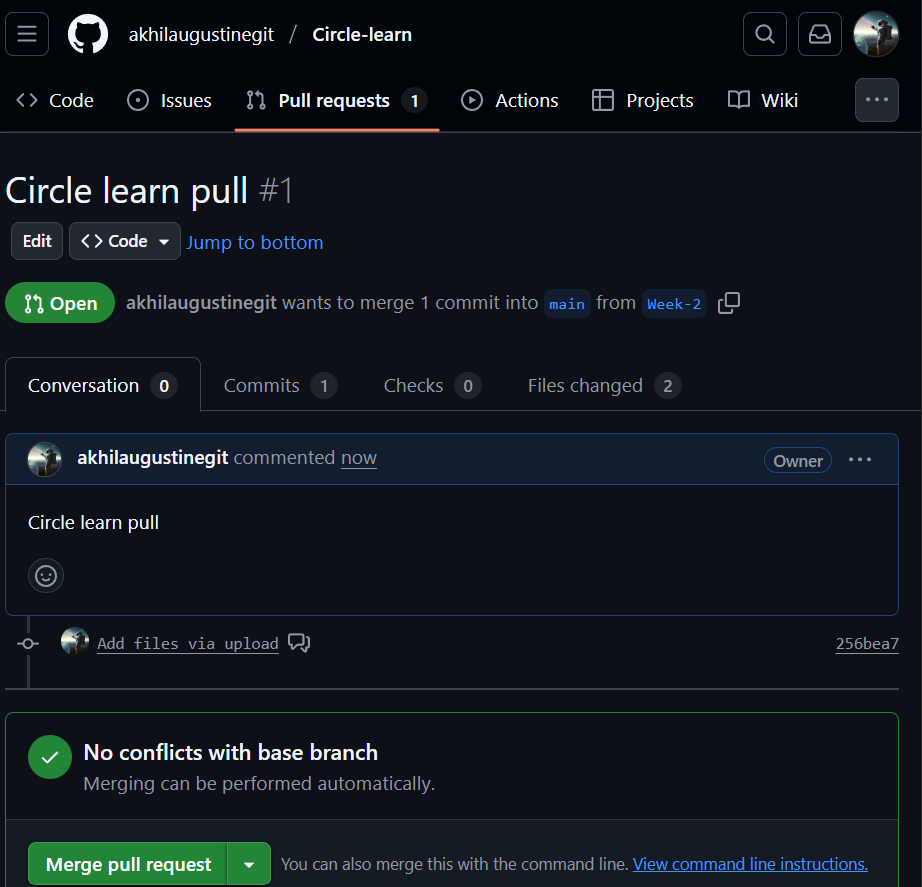 akhilaugustinegit / Circle-learn
Code Issues Pull requests 1 Actions Projects Wiki
Circle learn pull #1
Edit <> Code Jump to bottom
Open akhilaugustinegit wants to merge 1 commit into main from Week-2
Conversation 0 Commits 1 Checks 0 Files changed 2
akhilaugustinegit commented now Owner
Circle learn pull
Add files via upload 256bea7
No conflicts with base branch
Merging can be performed automatically.
Merge pull request You can also merge this with the command line. View command line instructions.